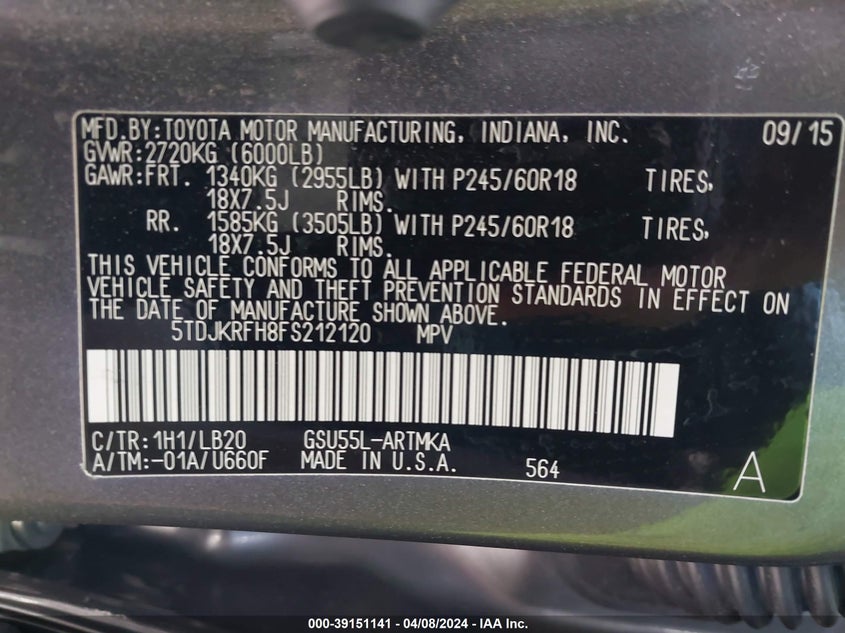 MFD.BY:TOYOTA MOTOR MANUFACTURING, INDIANA, INC. 09/15
GVWR:2720KG (6000LB)
GAWR:FRT. 1340KG (2955LB) WITH P245/60R18 TIRES,
18X7.5J RIMS.
RR. 1585KG (3505LB) WITH P245/60R18 TIRES,
18X7.5J RIMS.
THIS VEHICLE CONFORMS TO ALL APPLICABLE FEDERAL MOTOR
VEHICLE SAFETY AND THEFT PREVENTION STANDARDS IN EFFECT ON
THE DATE OF MANUFACTURE SHOWN ABOVE.
5TDJKRFH8FS212120 MPV
C/TR:1H1/LB20 GSU55L-ARTMKA
A/TM:-01A/U660F MADE IN U.S.A. 564 A
000-39151141 - 04/08/2024 - IAA Inc.